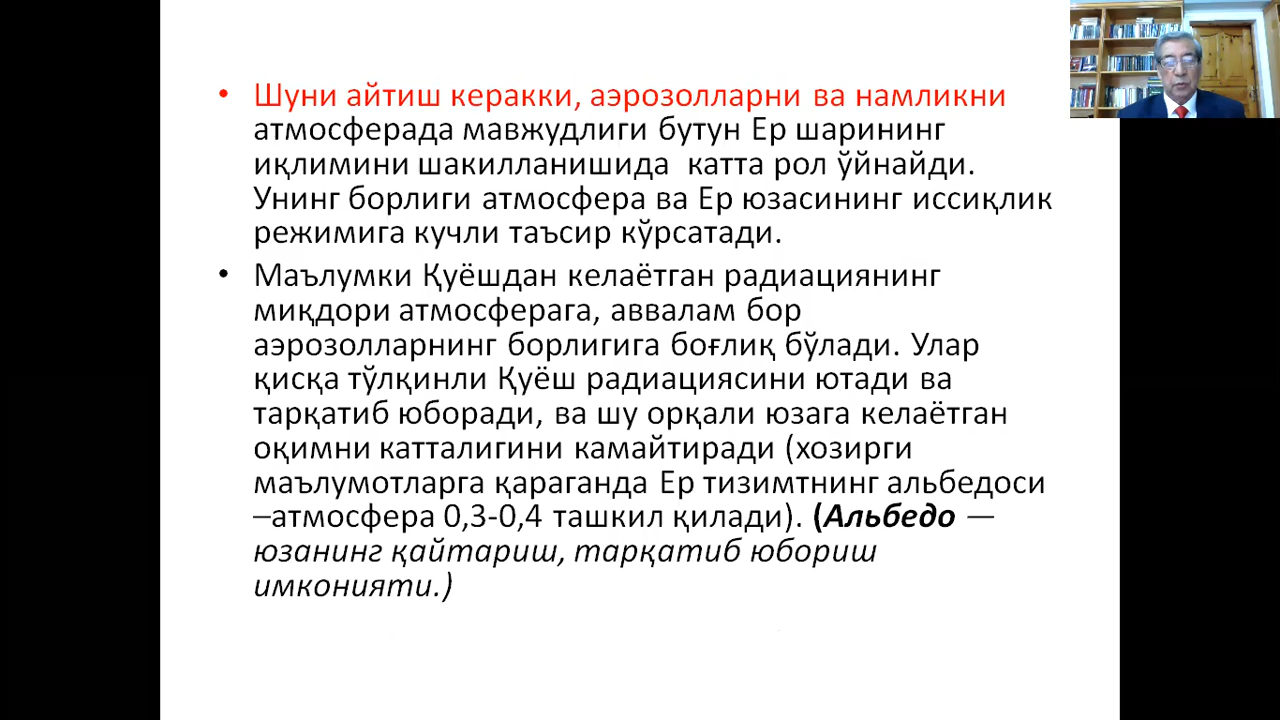 • Шуни айтиш керакки, аэрозолларни ва намликни
атмосферада мавжудлиги бутун Ер шарининг
иқлимини шакилланишида катта рол ўйнайди.
Унинг борлиги атмосфера ва Ер юзасининг иссиқлик
режимига кучли таъсир кўрсатади.
• Маълумки Қуёшдан келаётган радиациянинг
миқдори атмосферага, аввалам бор
аэрозолларнинг борлигига боғлиқ бўлади. Улар
қисқа тўлқинли Қуёш радиациясини ютади ва
тарқатиб юборади, ва шу орқали юзага келаётган
оқимни катталигини камайтиради (хозирги
маълумотларга қараганда Ер тизимтнинг альбедоси
–атмосфера 0,3-0,4 ташкил қилади). (Альбедо —
юзанинг қайтариш, тарқатиб юбориш
имконияти.)